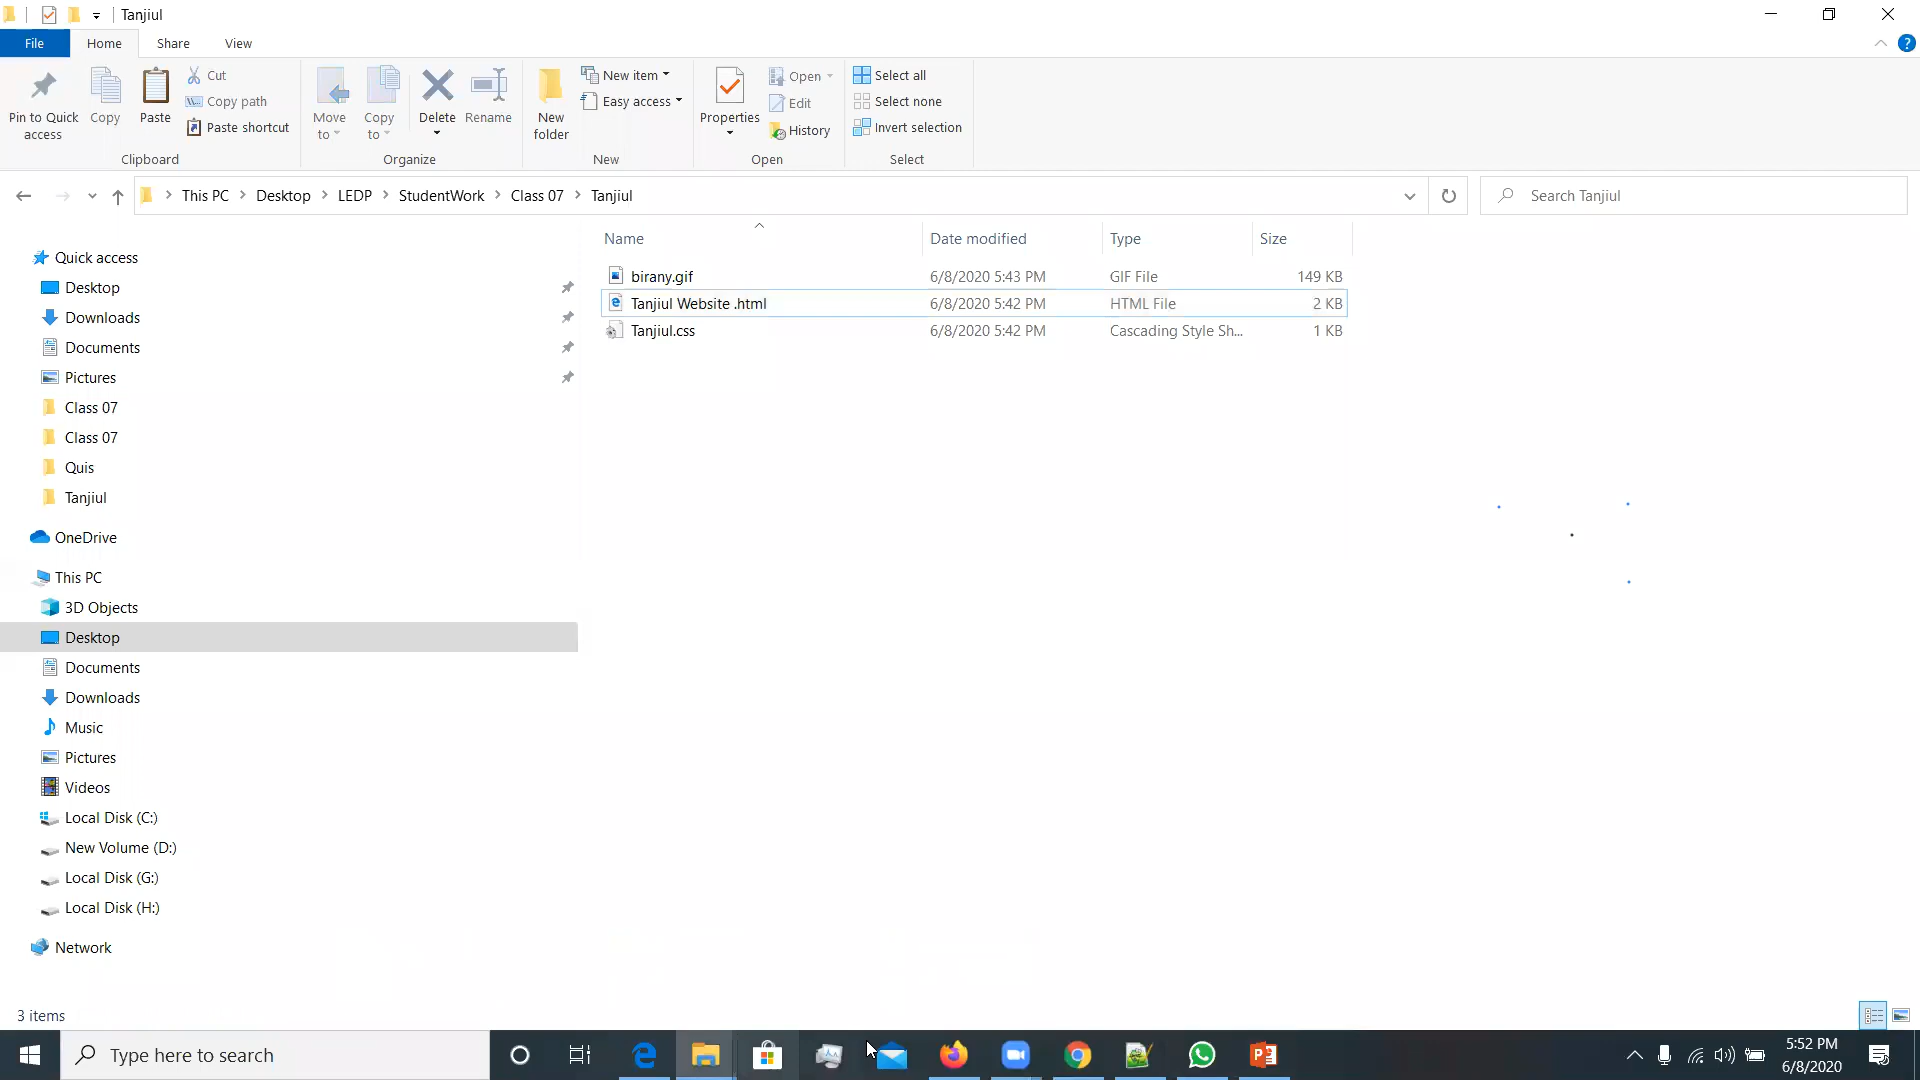 Tanjiul
File Home Share View
Pin to Quick access
Copy
Paste
Cut
Copy path
Paste shortcut
Clipboard
Move to
Copy to
Delete
Rename
Organize
New folder
New item
Easy access
New
Properties
Open
Edit
History
Open
Select all
Select none
Invert selection
Select
This PC > Desktop > LEDP > StudentWork > Class 07 > Tanjiul
Search Tanjiul
Name Date modified Type Size
birany.gif 6/8/2020 5:43 PM GIF File 149 KB
Tanjiul Website .html 6/8/2020 5:42 PM HTML File 2 KB
Tanjiul.css 6/8/2020 5:42 PM Cascading Style Sh... 1 KB
Quick access
Desktop
Downloads
Documents
Pictures
Class 07
Class 07
Quis
Tanjiul
OneDrive
This PC
3D Objects
Desktop
Documents
Downloads
Music
Pictures
Videos
Local Disk (C:)
New Volume (D:)
Local Disk (G:)
Local Disk (H:)
Network
3 items
Type here to search
5:52 PM
6/8/2020